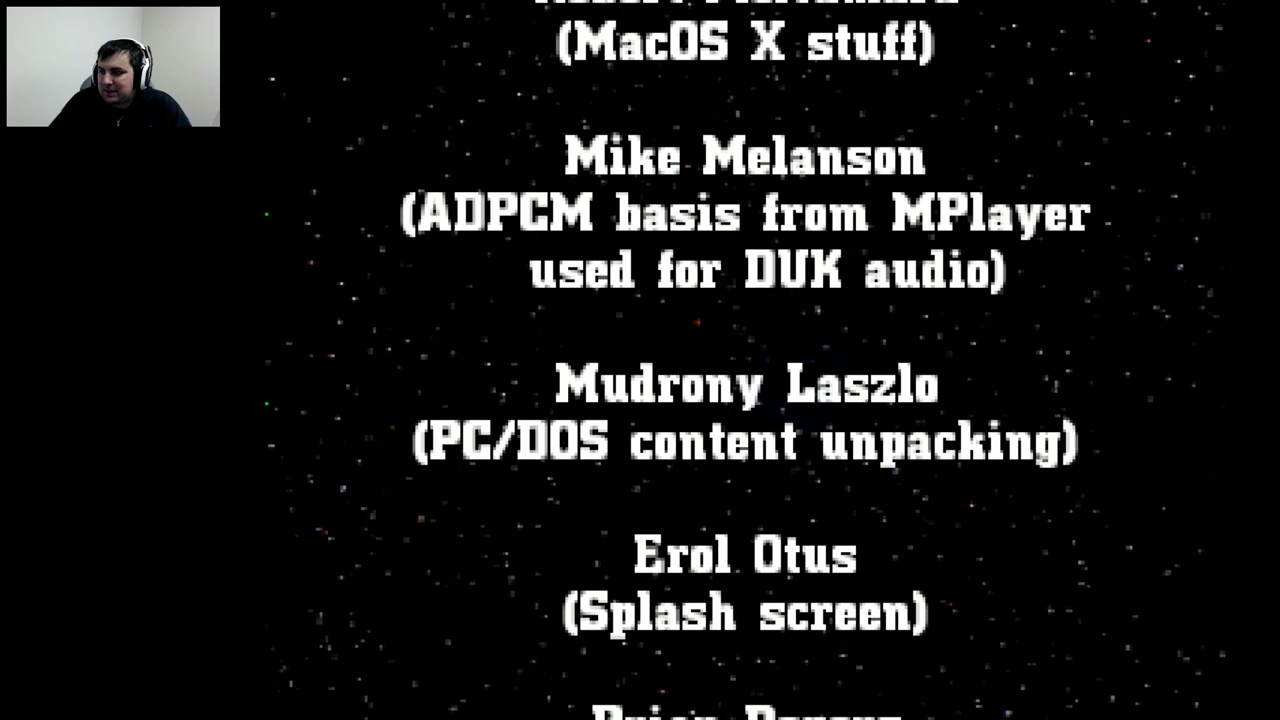 (MacOS X stuff)
Mike Melanson
(ADPCM basis from MPlayer
used for DUK audio)
Mudrony Laszlo
(PC/DOS content unpacking)
Erol Otus
(Splash screen)